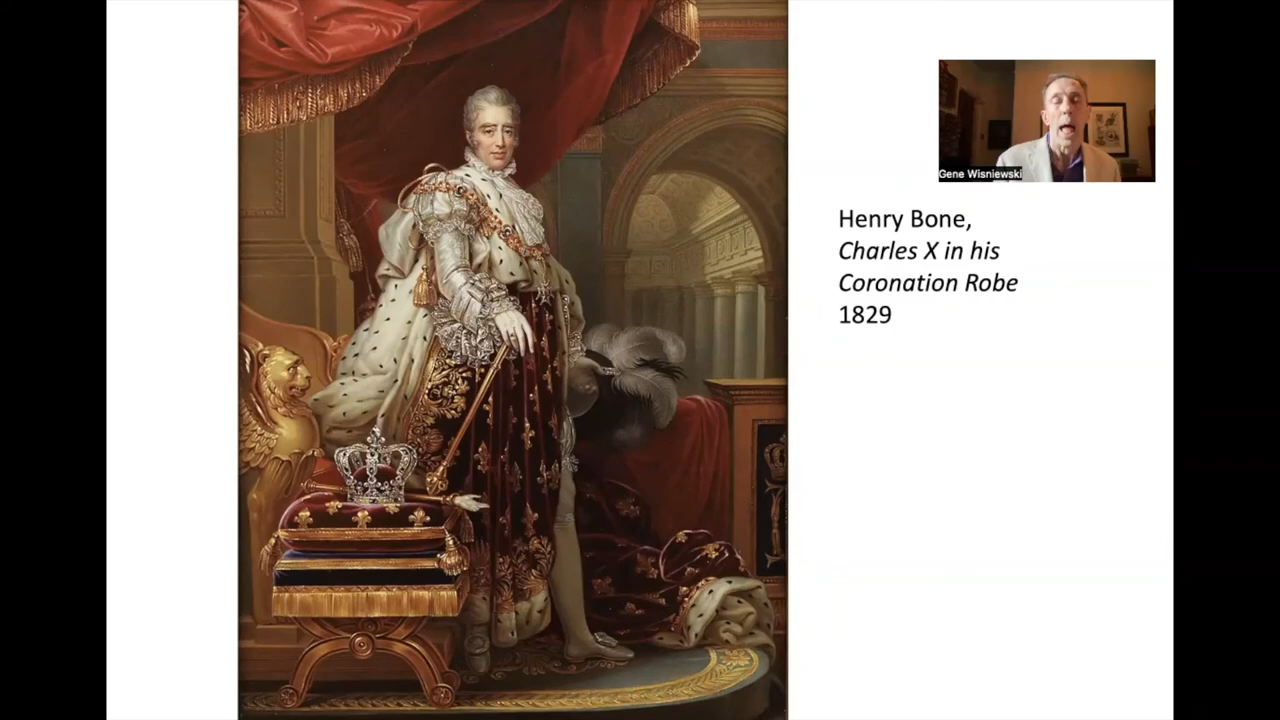 Gene Wisniewski
Henry Bone,
Charles X in his
Coronation Robe
1829